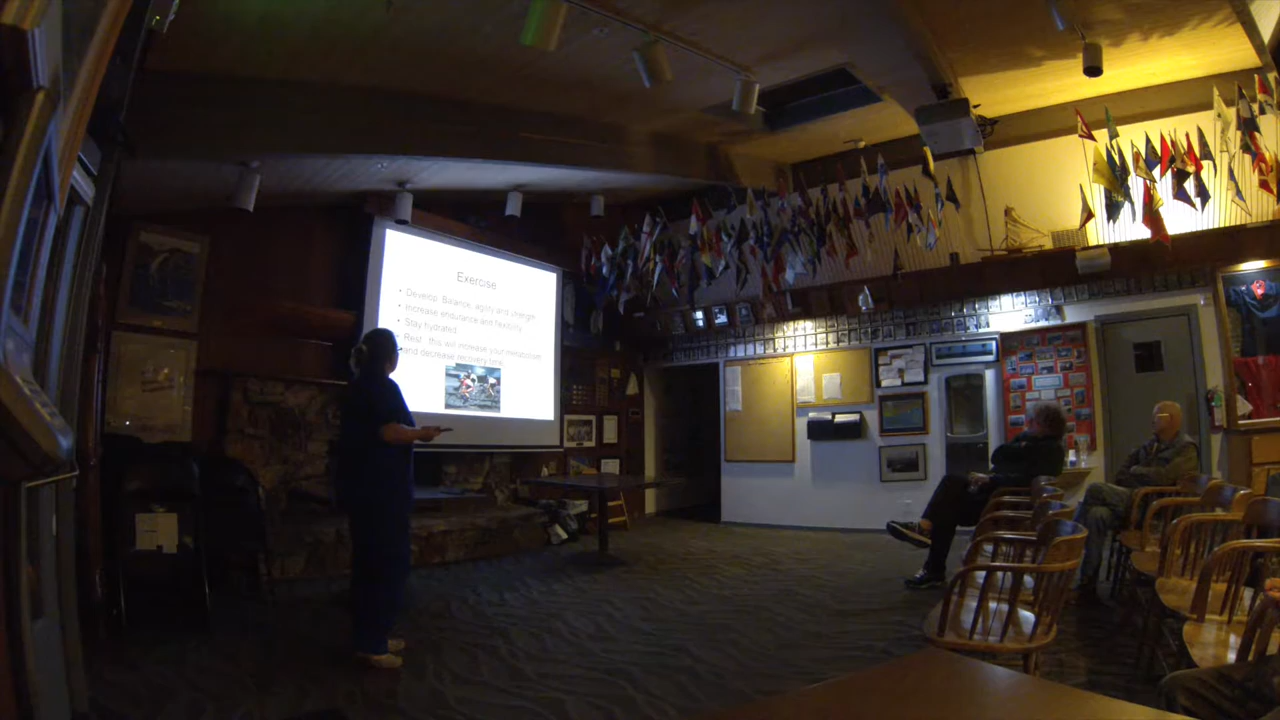 Exercise
• Develop Balance, agility and strength
• Increase endurance and flexibility
• Stay hydrated
• Rest this will increase your metabolism
and decrease recovery time